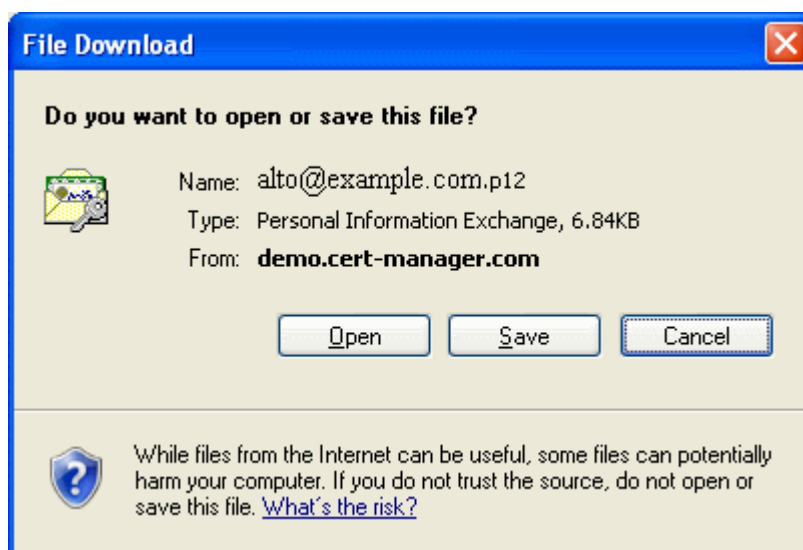 File Download
Do you want to open or save this file?
Name: alto@example.com.p12
Type: Personal Information Exchange, 6.84KB
From: demo.cert-manager.com
Open Save Cancel
While files from the Internet can be useful, some files can potentially
harm your computer. If you do not trust the source, do not open or
save this file. What's the risk?